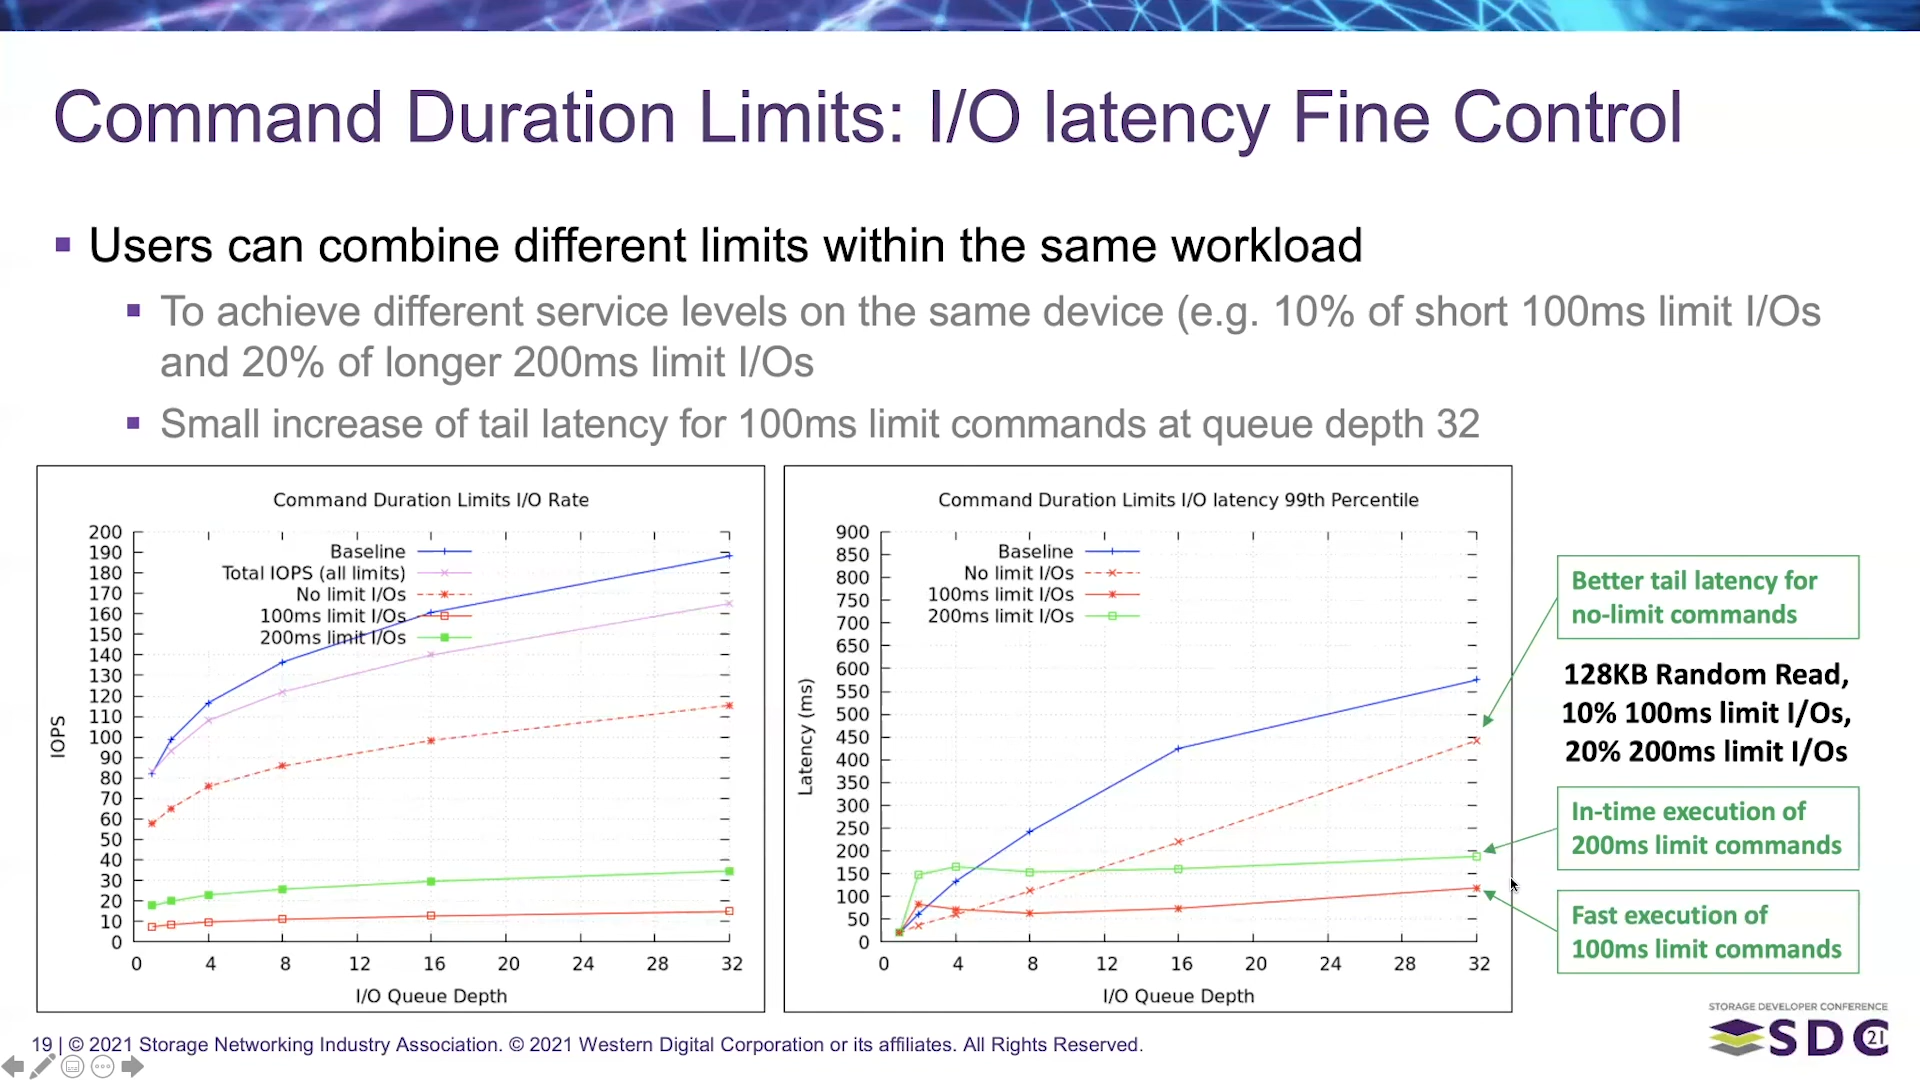 Command Duration Limits: I/O latency Fine Control
Users can combine different limits within the same workload
To achieve different service levels on the same device (e.g. 10% of short 100ms limit I/Os
and 20% of longer 200ms limit I/Os
Small increase of tail latency for 100ms limit commands at queue depth 32
Command Duration Limits I/O Rate
200
190
180
170
160
150
140
130
120
110
100
90
80
70
60
50
40
30
20
10
0
IOPS
Baseline
Total IOPS (all limits)
No limit I/Os
100ms limit I/Os
200ms limit I/Os
0 4 8 12 16 20 24 28 32
I/O Queue Depth
Command Duration Limits I/O latency 99th Percentile
900
850
800
750
700
650
600
550
500
450
400
350
300
250
200
150
100
50
0
Latency (ms)
Baseline
No limit I/Os
100ms limit I/Os
200ms limit I/Os
0 4 8 12 16 20 24 28 32
I/O Queue Depth
Better tail latency for
no-limit commands
128KB Random Read,
10% 100ms limit I/Os,
20% 200ms limit I/Os
In-time execution of
200ms limit commands
Fast execution of
100ms limit commands
19 | © 2021 Storage Networking Industry Association. © 2021 Western Digital Corporation or its affiliates. All Rights Reserved.
STORAGE DEVELOPER CONFERENCE
SDC 21